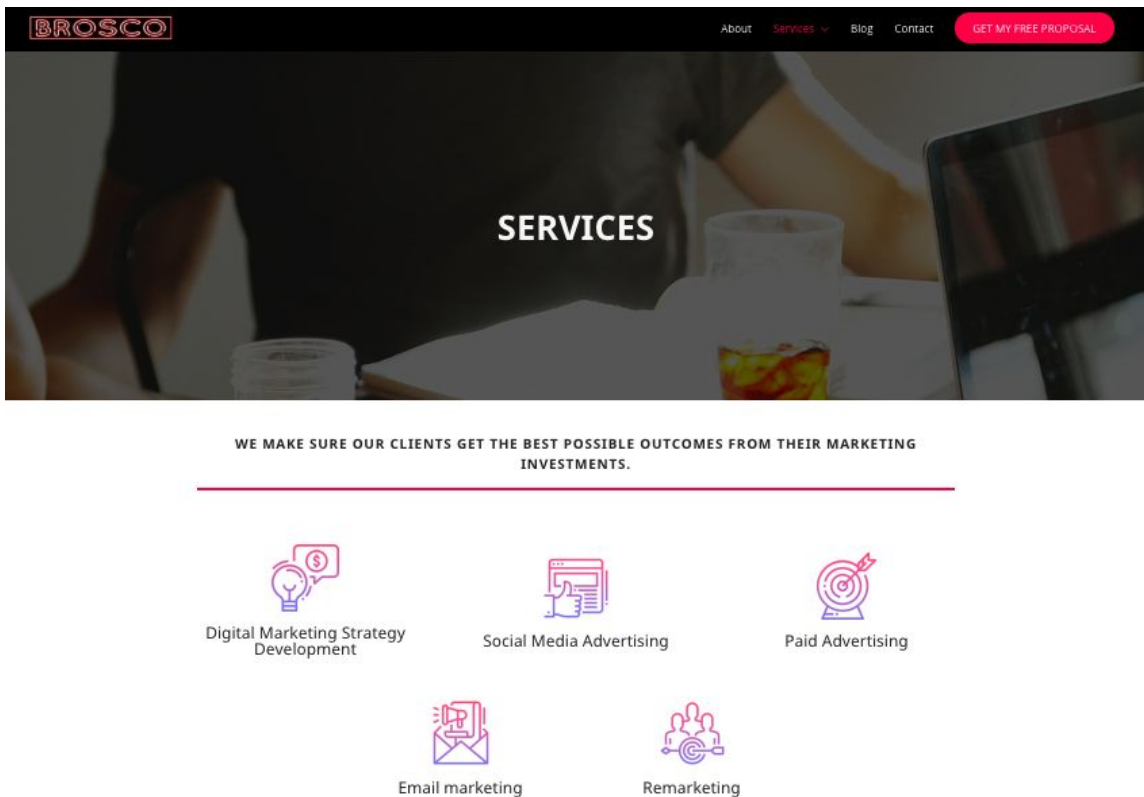 BROSCO
About Services Blog Contact GET MY FREE PROPOSAL
SERVICES
WE MAKE SURE OUR CLIENTS GET THE BEST POSSIBLE OUTCOMES FROM THEIR MARKETING
INVESTMENTS.
$
Digital Marketing Strategy
Development
Social Media Advertising
Paid Advertising
Email marketing
Remarketing